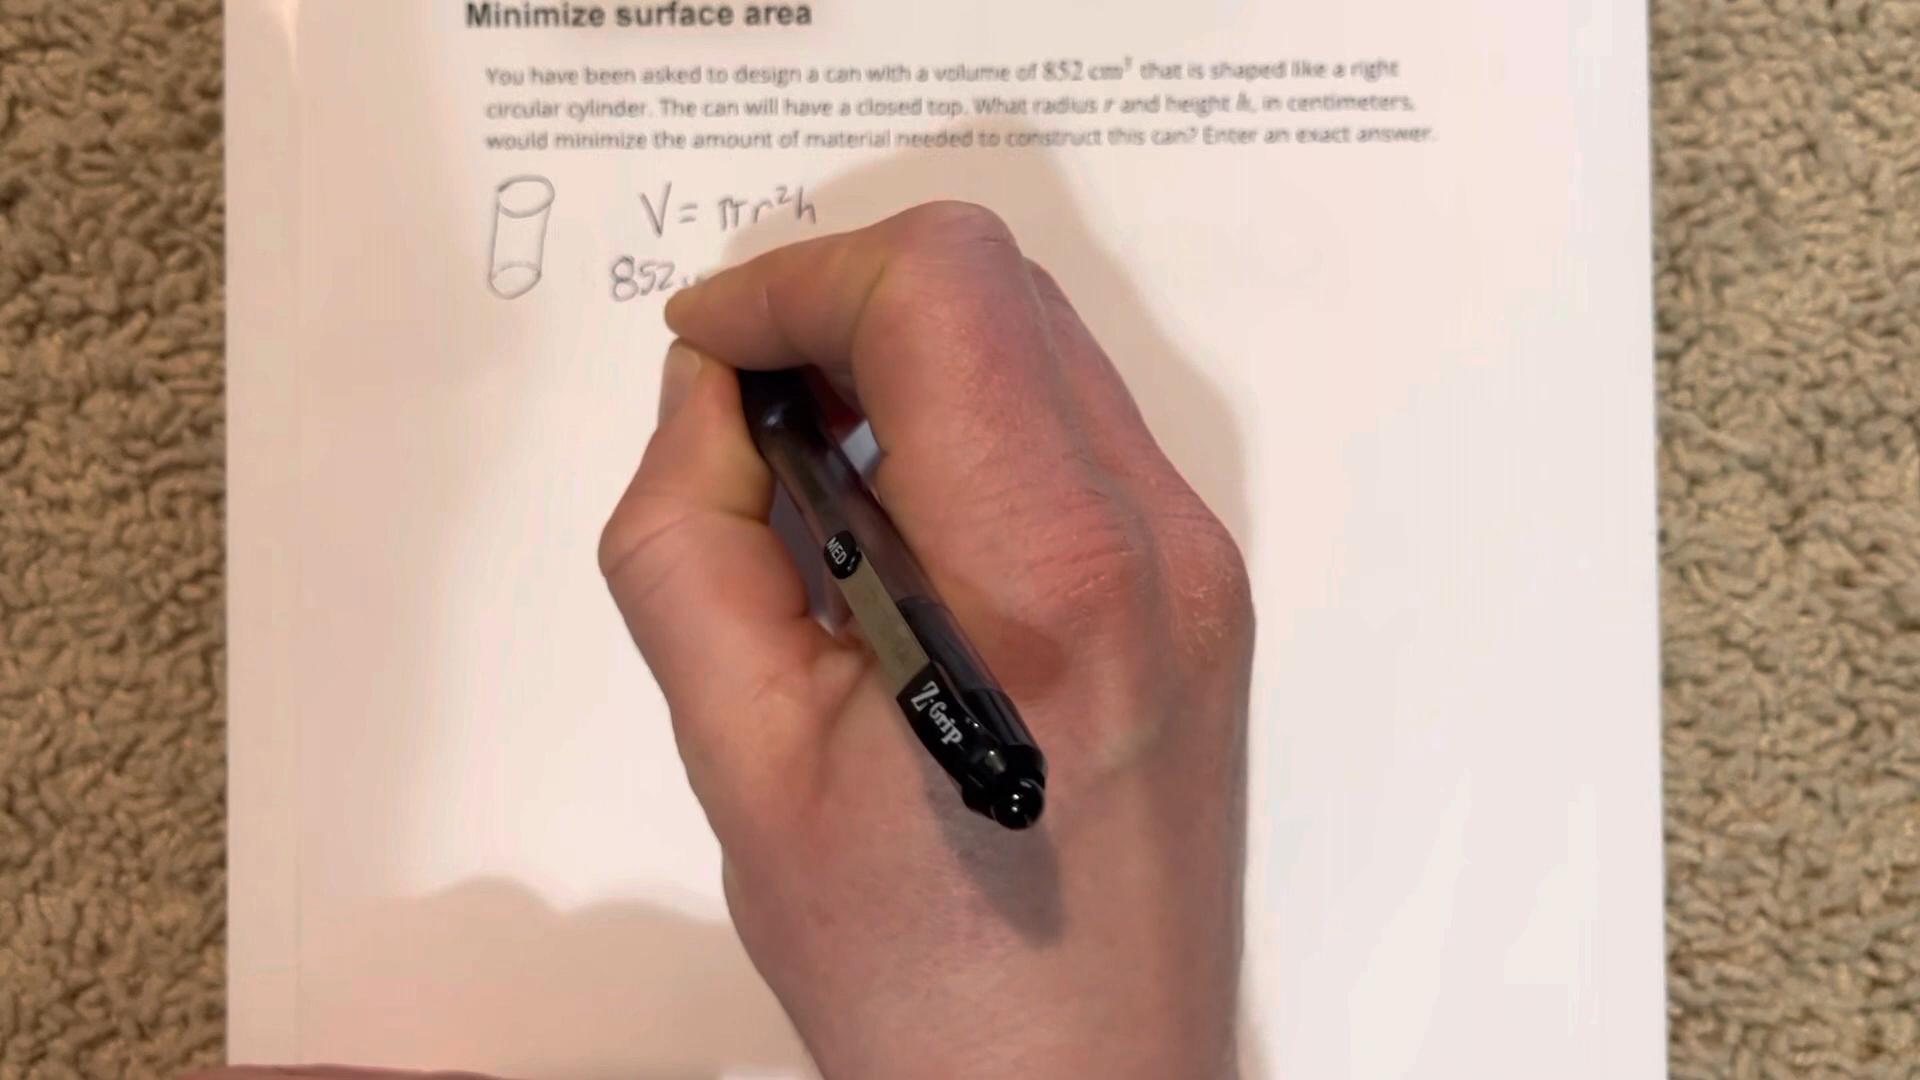 Minimize surface area
You have been asked to design a can with a volume of 852 cm³ that is shaped like a right
circular cylinder. The can will have a closed top. What radius r and height h, in centimeters,
would minimize the amount of material needed to construct this can? Enter an exact answer.
V = πr²h
852
MED
Z-Grip